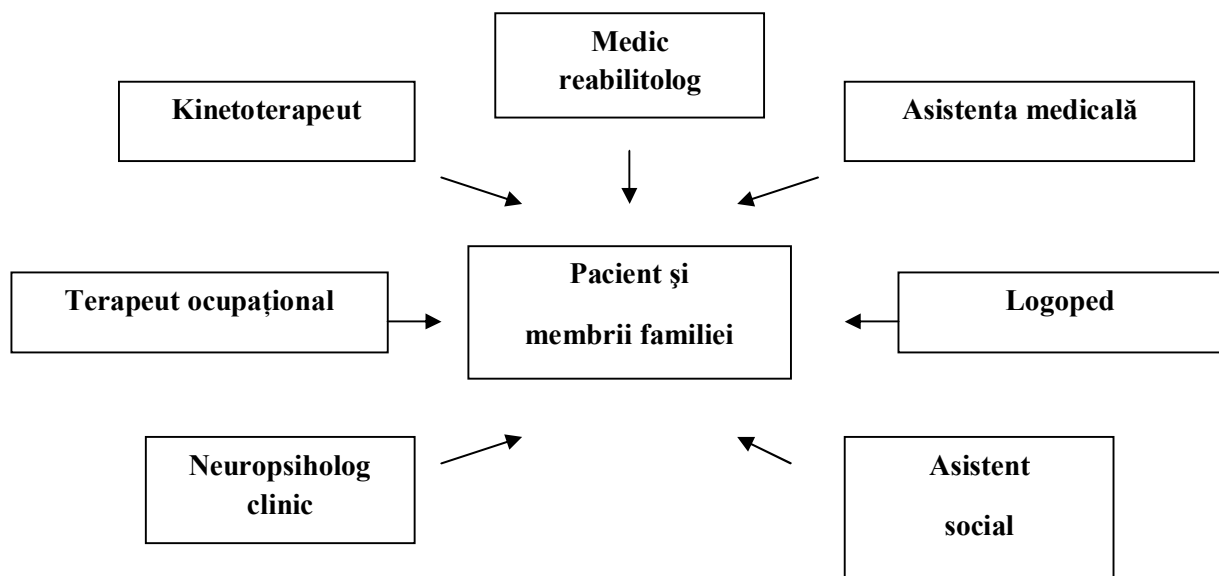 Medic
reabilitolog
Kinetoterapeut
Asistenta medicală
Terapeut ocupațional
Pacient şi
membrii familiei
Logoped
Neuropsiholog
clinic
Asistent
social